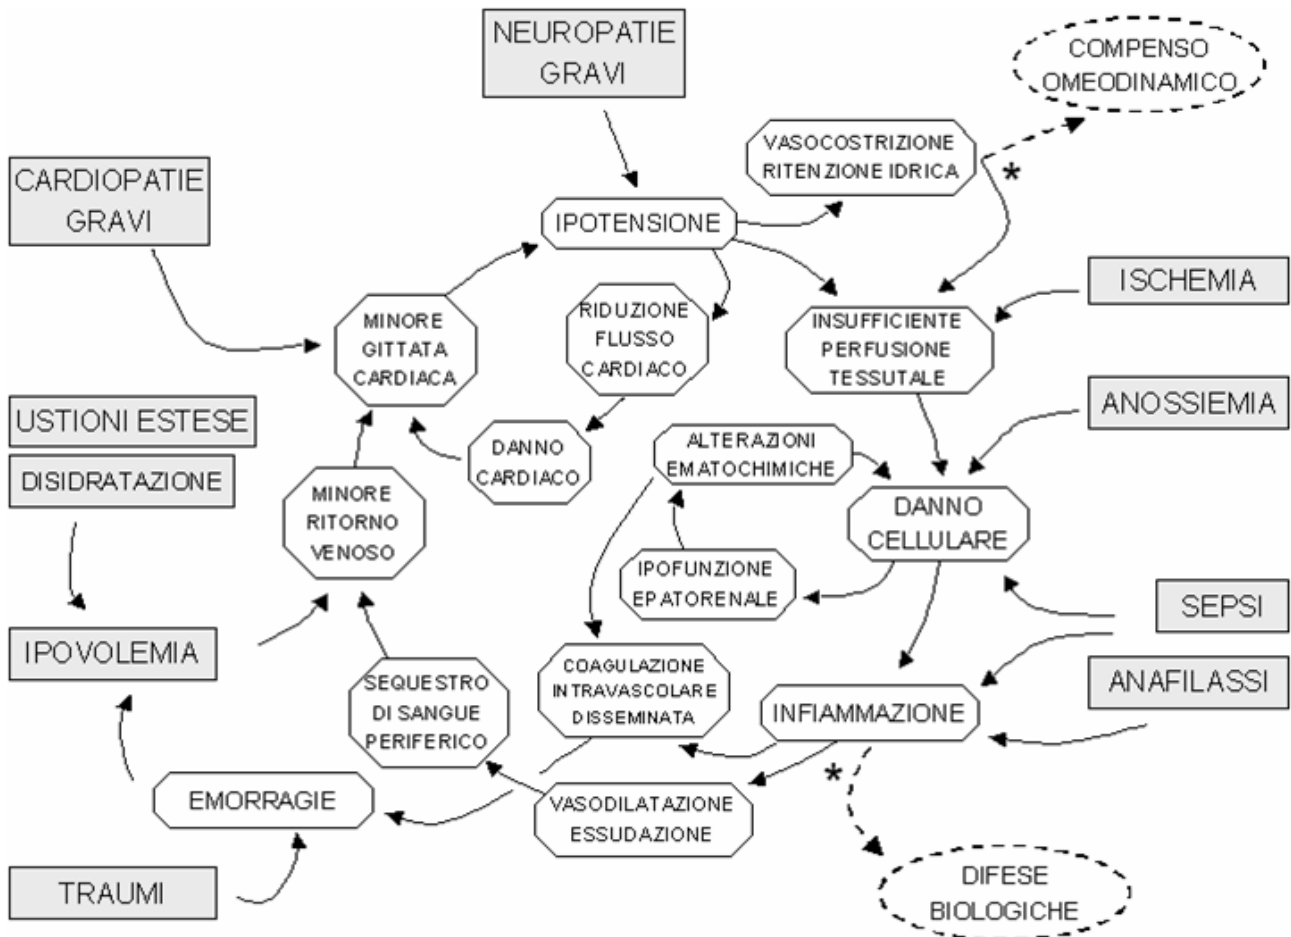 NEUROPATIE
GRAVI
COMPENSO
OMEODINAMICO
VASOCOSTRIZIONE
RITENZIONE IDRICA
*
CARDIOPATIE
GRAVI
IPOTENSIONE
ISCHEMIA
MINORE
GITTATA
CARDIACA
RIDUZIONE
FLUSSO
CARDIACO
INSUFFICIENTE
PERFUSIONE
TESSUTALE
USTIONI ESTESE
ANOSSIEMIA
DISIDRATAZIONE
DANNO
CARDIACO
ALTERAZIONI
EMATOCHIMICHE
MINORE
RITORNO
VENOSO
DANNO
CELLULARE
IPOFUNZIONE
EPATORENALE
SEPSI
IPOVOLEMIA
SEQUESTRO
DI SANGUE
PERIFERICO
COAGULAZIONE
INTRAVASCOLARE
DISSEMINATA
INFIAMMAZIONE
ANAFILASSI
*
EMORRAGIE
VASODILATAZIONE
ESSUDAZIONE
TRAUMI
DIFESE
BIOLOGICHE